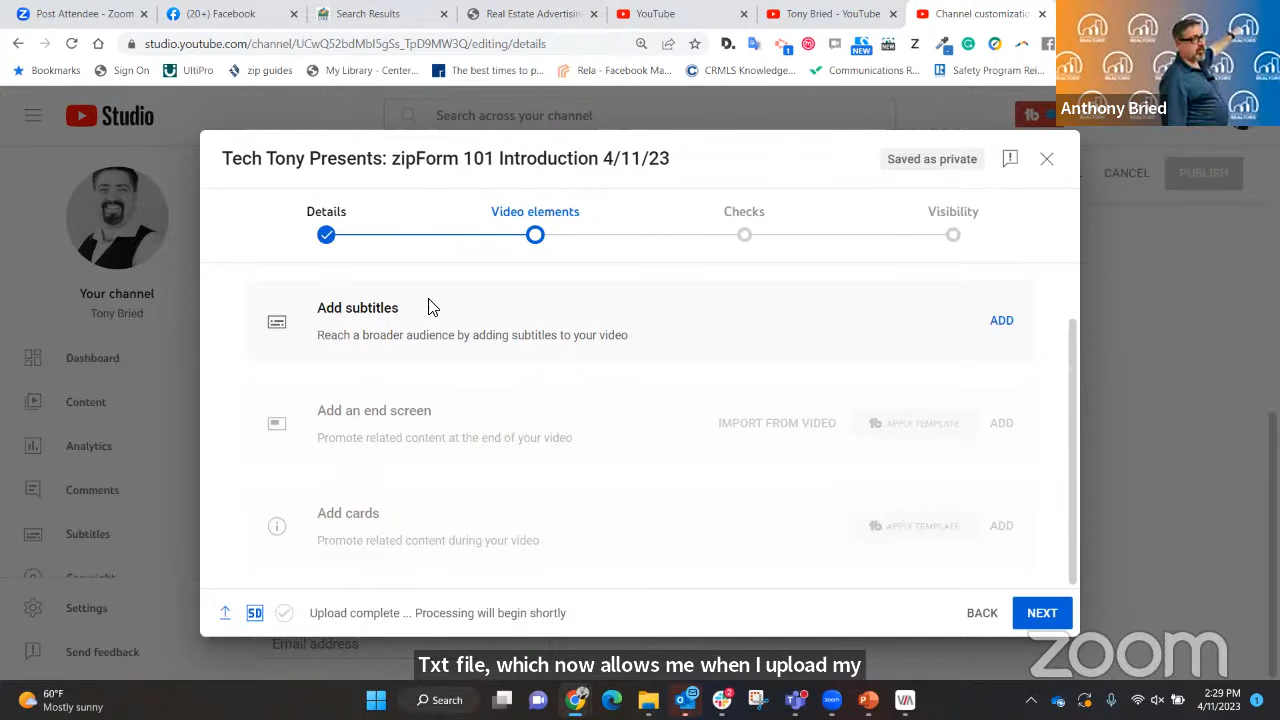 Post Attendee - Zoom
(20+) Facebook
Search Results
Real Estate Advertisin
YouTube
Tony Bried - YouTube
Channel customizatio
studio.youtube.com/channel/
/details
Bookmarks
Sign On
UltiPro
zip guides
My Library - Center...
The best times to p...
Rela - Facebook Ma...
CRMLS Knowledge...
Communications R...
Safety Program Rei...
Anthony Bried
Studio
Search across your channel
Tech Tony Presents: zipForm 101 Introduction 4/11/23
Saved as private
CANCEL
PUBLISH
Details
Video elements
Checks
Visibility
Your channel
Tony Bried
Dashboard
Content
Analytics
Comments
Subtitles
Copyright
Settings
Send feedback
Add subtitles
Reach a broader audience by adding subtitles to your video
ADD
Add an end screen
Promote related content at the end of your video
IMPORT FROM VIDEO
APPLY TEMPLATE
ADD
Add cards
Promote related content during your video
APPLY TEMPLATE
ADD
SD
Upload complete ... Processing will begin shortly
BACK
NEXT
Email address
zoom
Txt file, which now allows me when I upload my
60°F
Mostly sunny
Search
2:29 PM
4/11/2023